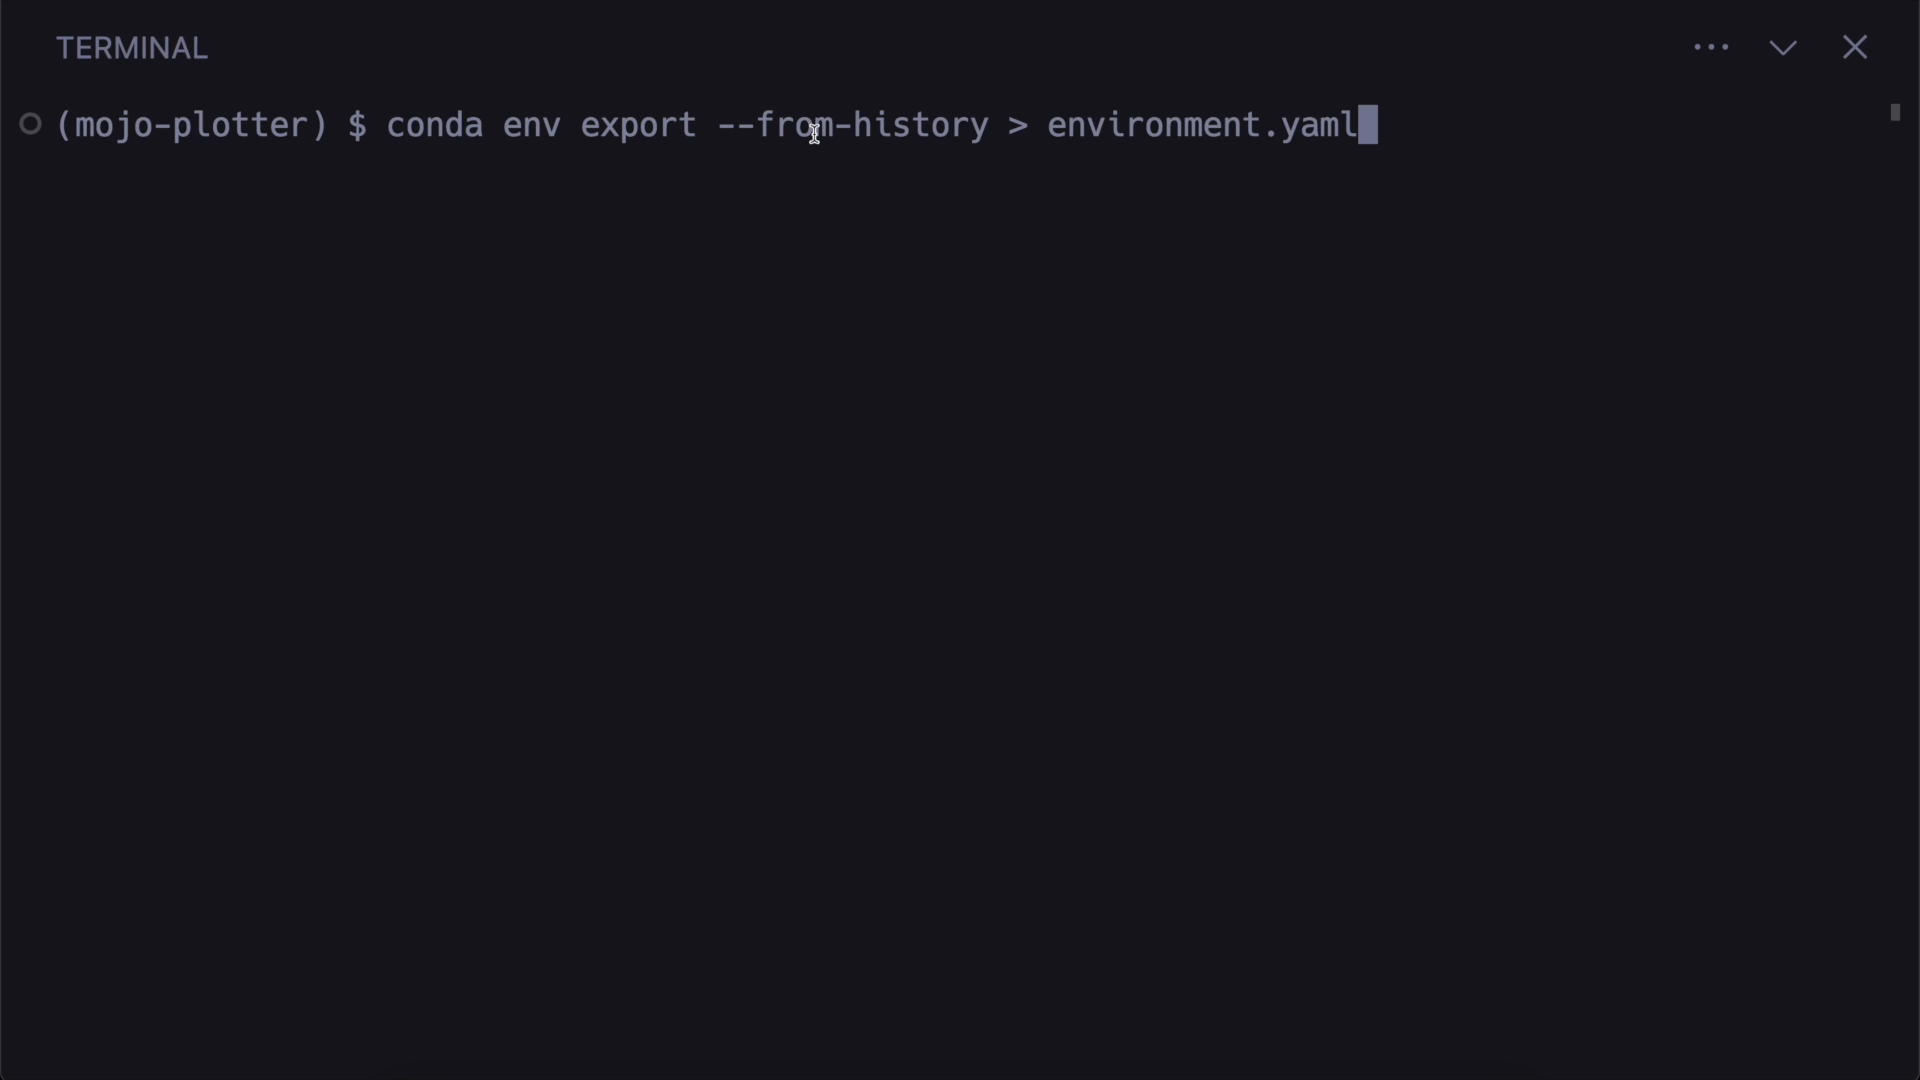 TERMINAL
(mojo-plotter) $ conda env export --from-history > environment.yaml